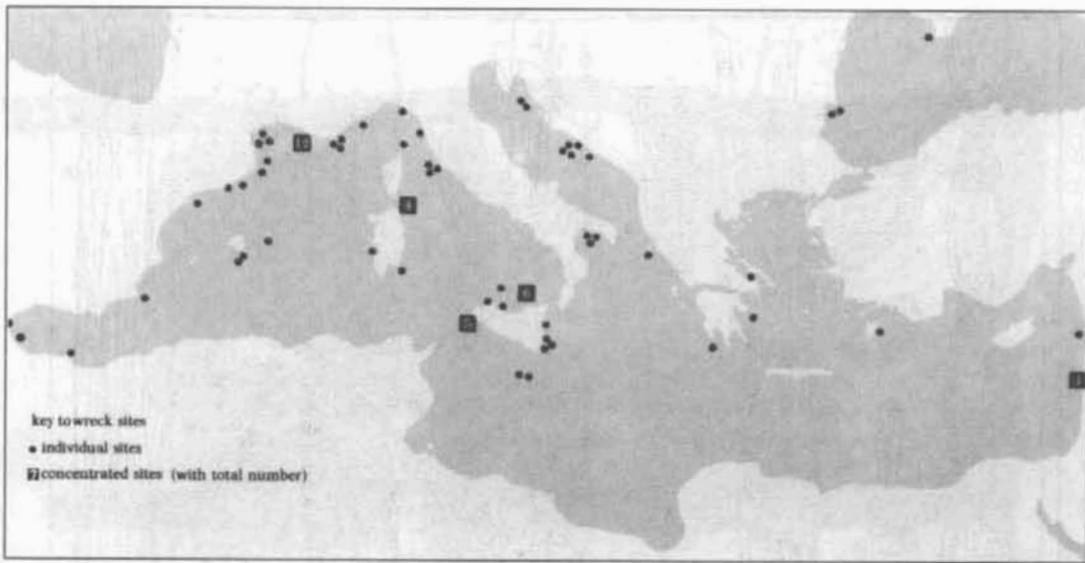 key to wreck sites
individual sites
concentrated sites (with total number)